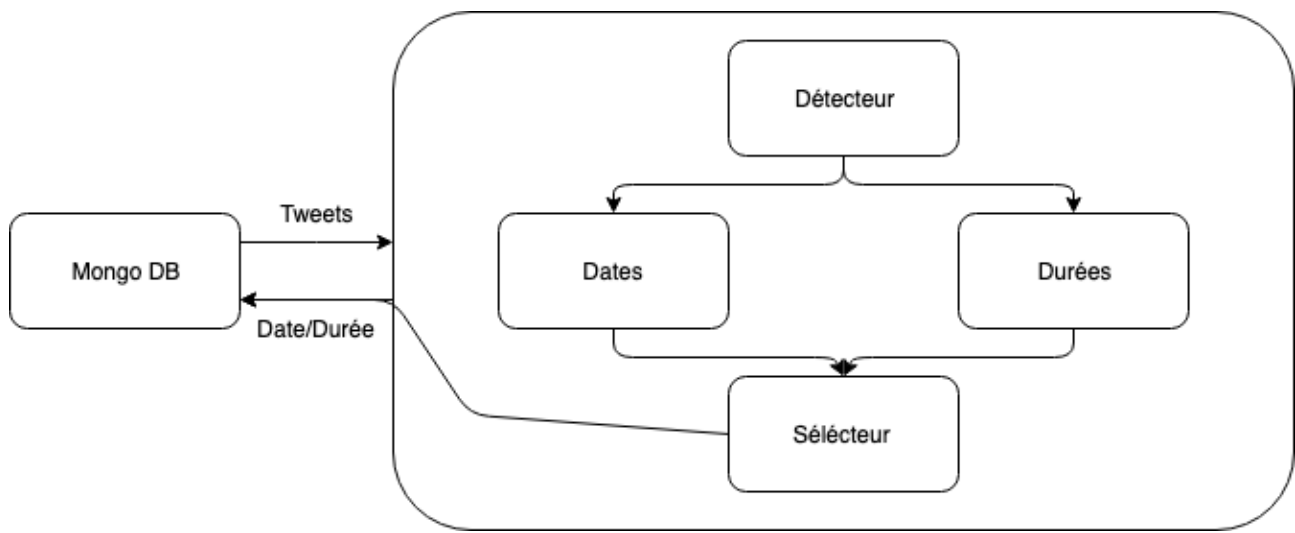 Détecteur
Tweets
Mongo DB
Dates
Durées
Date/Durée
Sélécteur